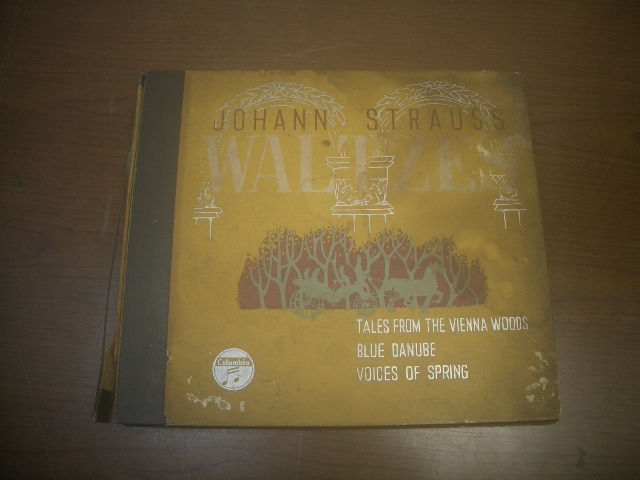 JOHANN STRAUSS
WALTZES
TALES FROM THE VIENNA WOODS
BLUE DANUBE
VOICES OF SPRING
Columbia